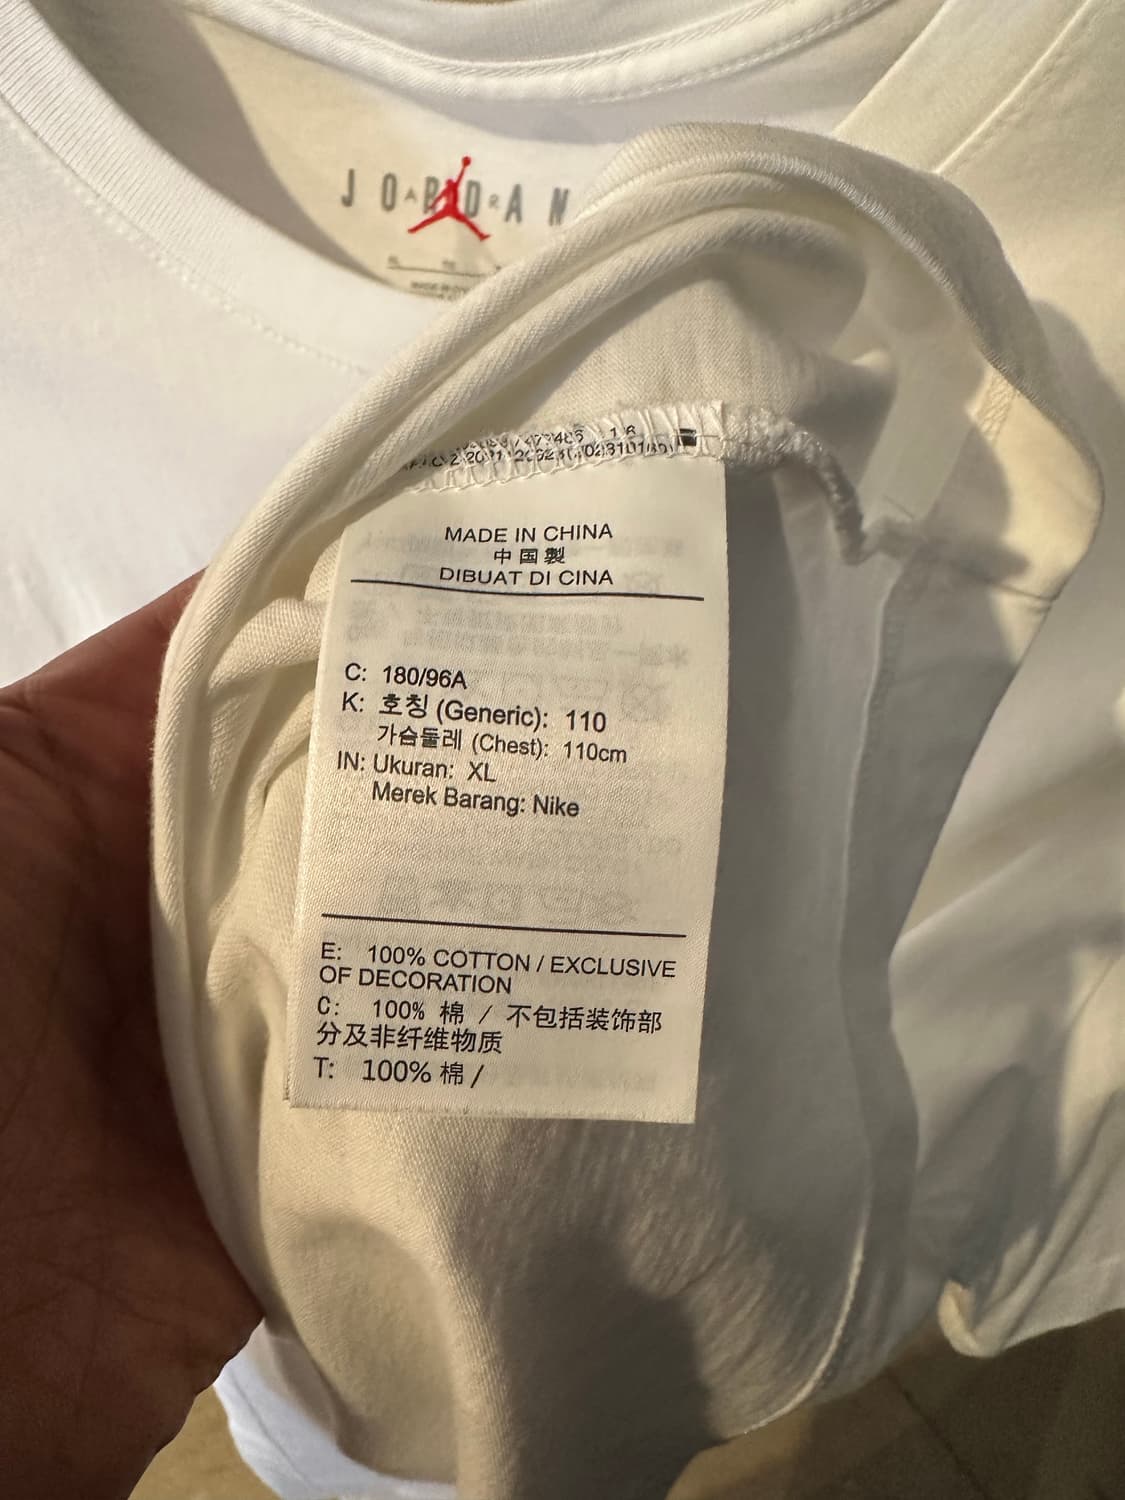 JORDAN
AIR
MADE IN CHINA
中国製
DIBUAT DI CINA
C: 180/96A
K: 호칭 (Generic): 110
가슴둘레 (Chest): 110cm
IN: Ukuran: XL
Merek Barang: Nike
E: 100% COTTON / EXCLUSIVE
OF DECORATION
C: 100% 棉 / 不包括装饰部
分及非纤维物质
T: 100% 棉 /